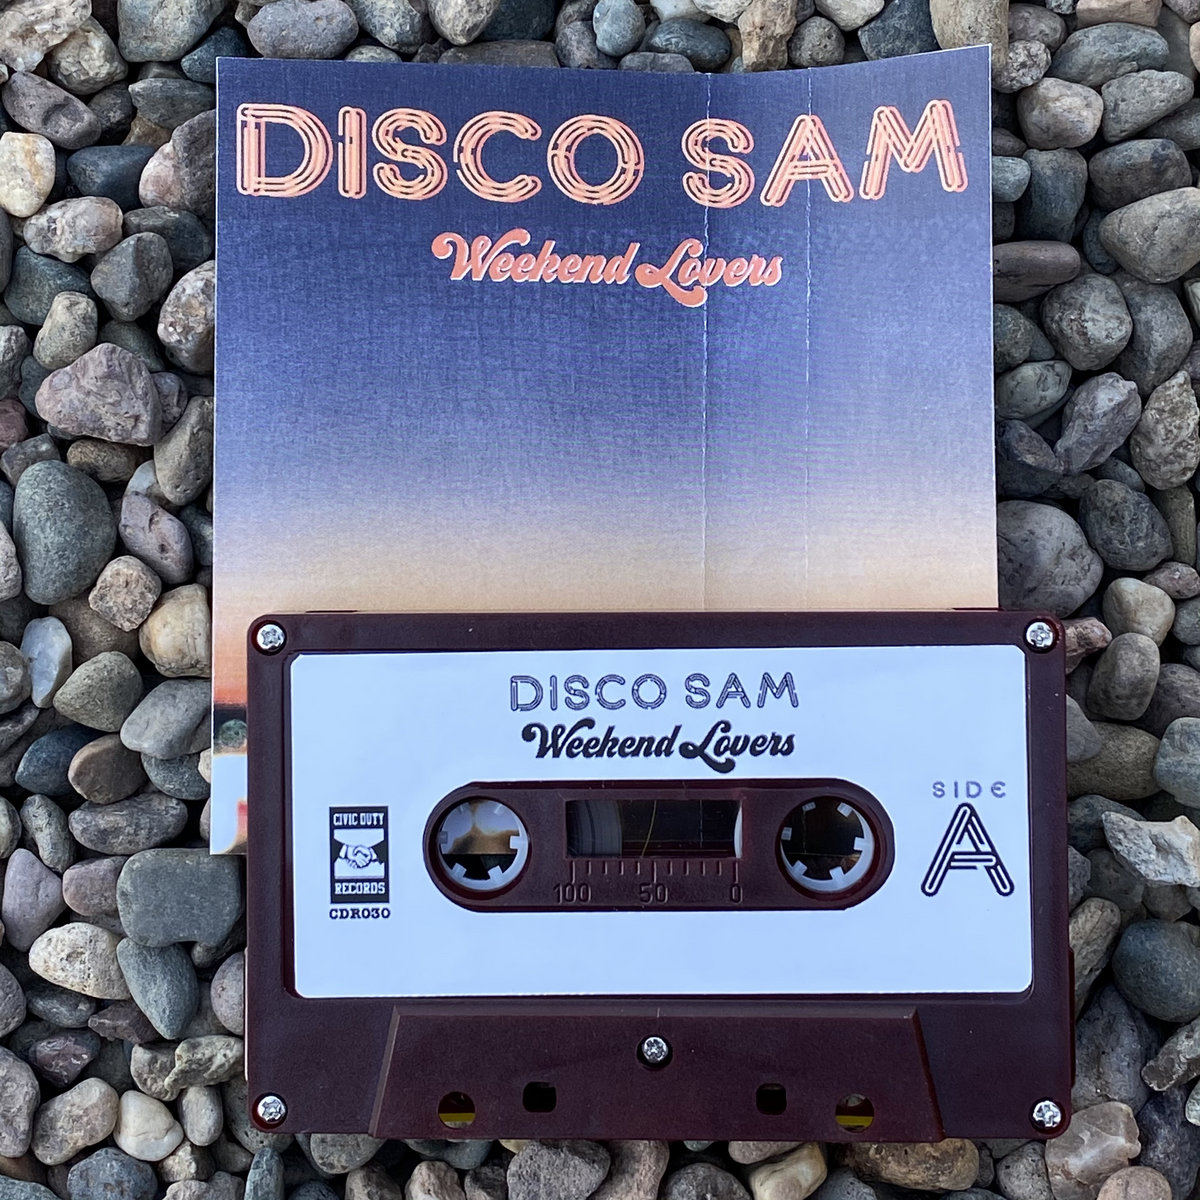 DISCO SAM
Weekend Lovers
DISCO SAM
Weekend Lovers
SIDE
A
CIVIC DUTY
RECORDS
CDR030
100 50 0